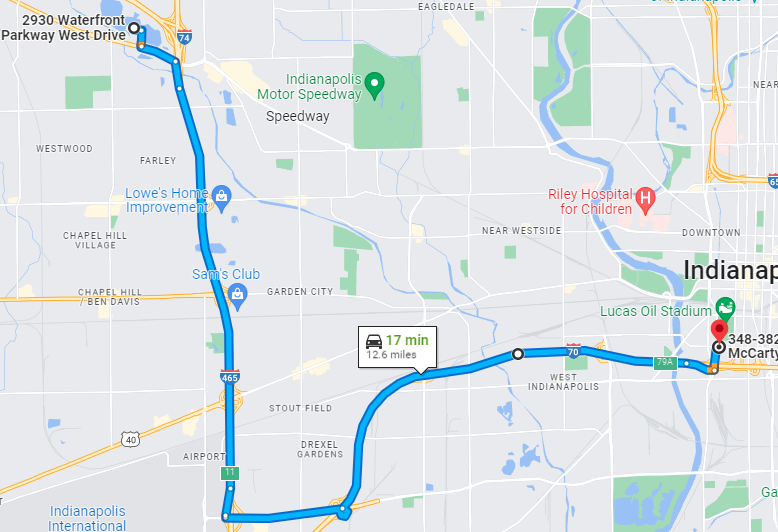 EAGLEDALE
2930 Waterfront
Parkway West Drive
74
Indianapolis
Motor Speedway
Speedway
NEAR
WESTWOOD
FARLEY
65
Lowe's Home
Improvement
Riley Hospital
for Children
H
CHAPEL HILL
VILLAGE
NEAR WESTSIDE
DOWNTOWN
Indianap
Sam's Club
CHAPEL HILL
/ BEN DAVIS
GARDEN CITY
Lucas Oil Stadium
17 min
12.6 miles
348-382
McCarty
70
79A
465
WEST
INDIANAPOLIS
STOUT FIELD
40
DREXEL
GARDENS
AIRPORT
11
Ga
Indianapolis
International